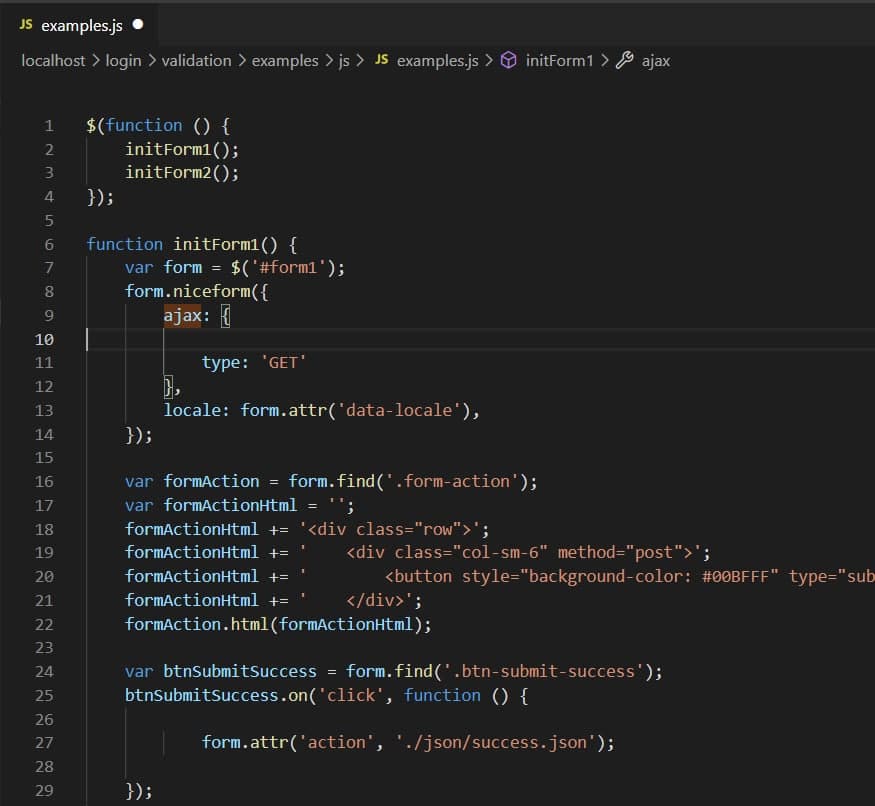 JS examples.js
localhost > login > validation > examples > js > JS examples.js > initForm1 > ajax
1 $(function () {
2     initForm1();
3     initForm2();
4 });
5
6 function initForm1() {
7     var form = $('#form1');
8     form.niceform({
9         ajax: {
10
11             type: 'GET'
12         },
13         locale: form.attr('data-locale'),
14     });
15
16     var formAction = form.find('.form-action');
17     var formActionHtml = '';
18     formActionHtml += '<div class="row">';
19     formActionHtml += '    <div class="col-sm-6" method="post">';
20     formActionHtml += '        <button style="background-color: #00BFFF" type="sub
21     formActionHtml += '    </div>';
22     formAction.html(formActionHtml);
23
24     var btnSubmitSuccess = form.find('.btn-submit-success');
25     btnSubmitSuccess.on('click', function () {
26
27             form.attr('action', './json/success.json');
28
29     });